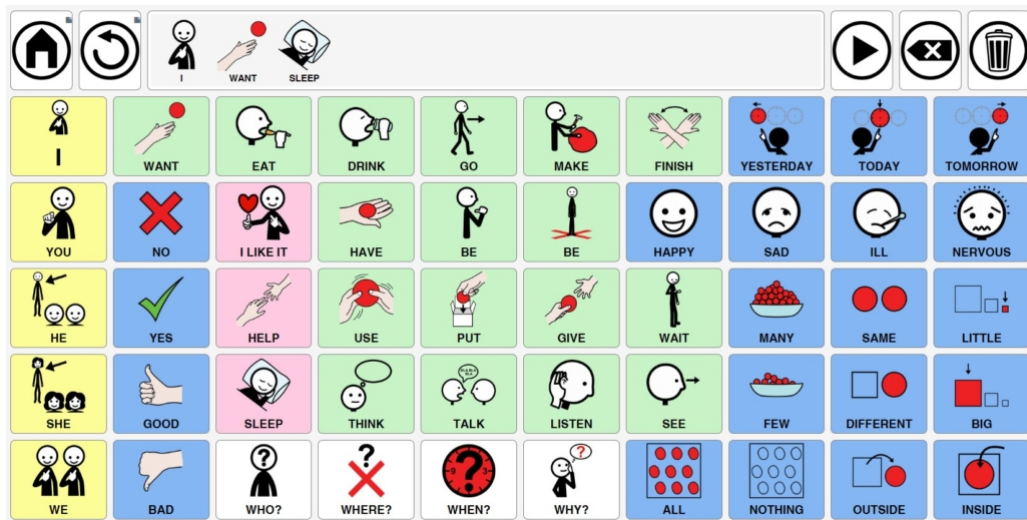 I WANT SLEEP
I WANT EAT DRINK GO MAKE FINISH YESTERDAY TODAY TOMORROW
YOU NO I LIKE IT HAVE BE BE HAPPY SAD ILL NERVOUS
HE YES HELP USE PUT GIVE WAIT MANY SAME LITTLE
SHE GOOD SLEEP THINK TALK LISTEN SEE FEW DIFFERENT BIG
WE BAD WHO? WHERE? WHEN? WHY? ALL NOTHING OUTSIDE INSIDE